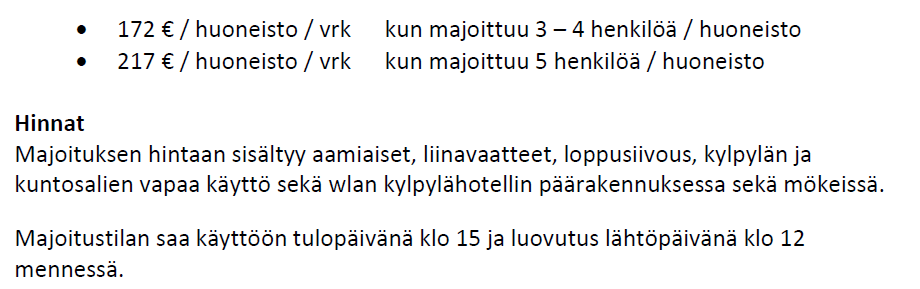 • 172 € / huoneisto / vrk kun majoittuu 3 – 4 henkilöä / huoneisto
• 217 € / huoneisto / vrk kun majoittuu 5 henkilöä / huoneisto
Hinnat
Majoituksen hintaan sisältyy aamiaiset, liinavaatteet, loppusiivous, kylpylän ja
kuntosalien vapaa käyttö sekä wlan kylpylähotellin päärakennuksessa sekä mökeissä.
Majoitustilan saa käyttöön tulopäivänä klo 15 ja luovutus lähtöpäivänä klo 12
mennessä.